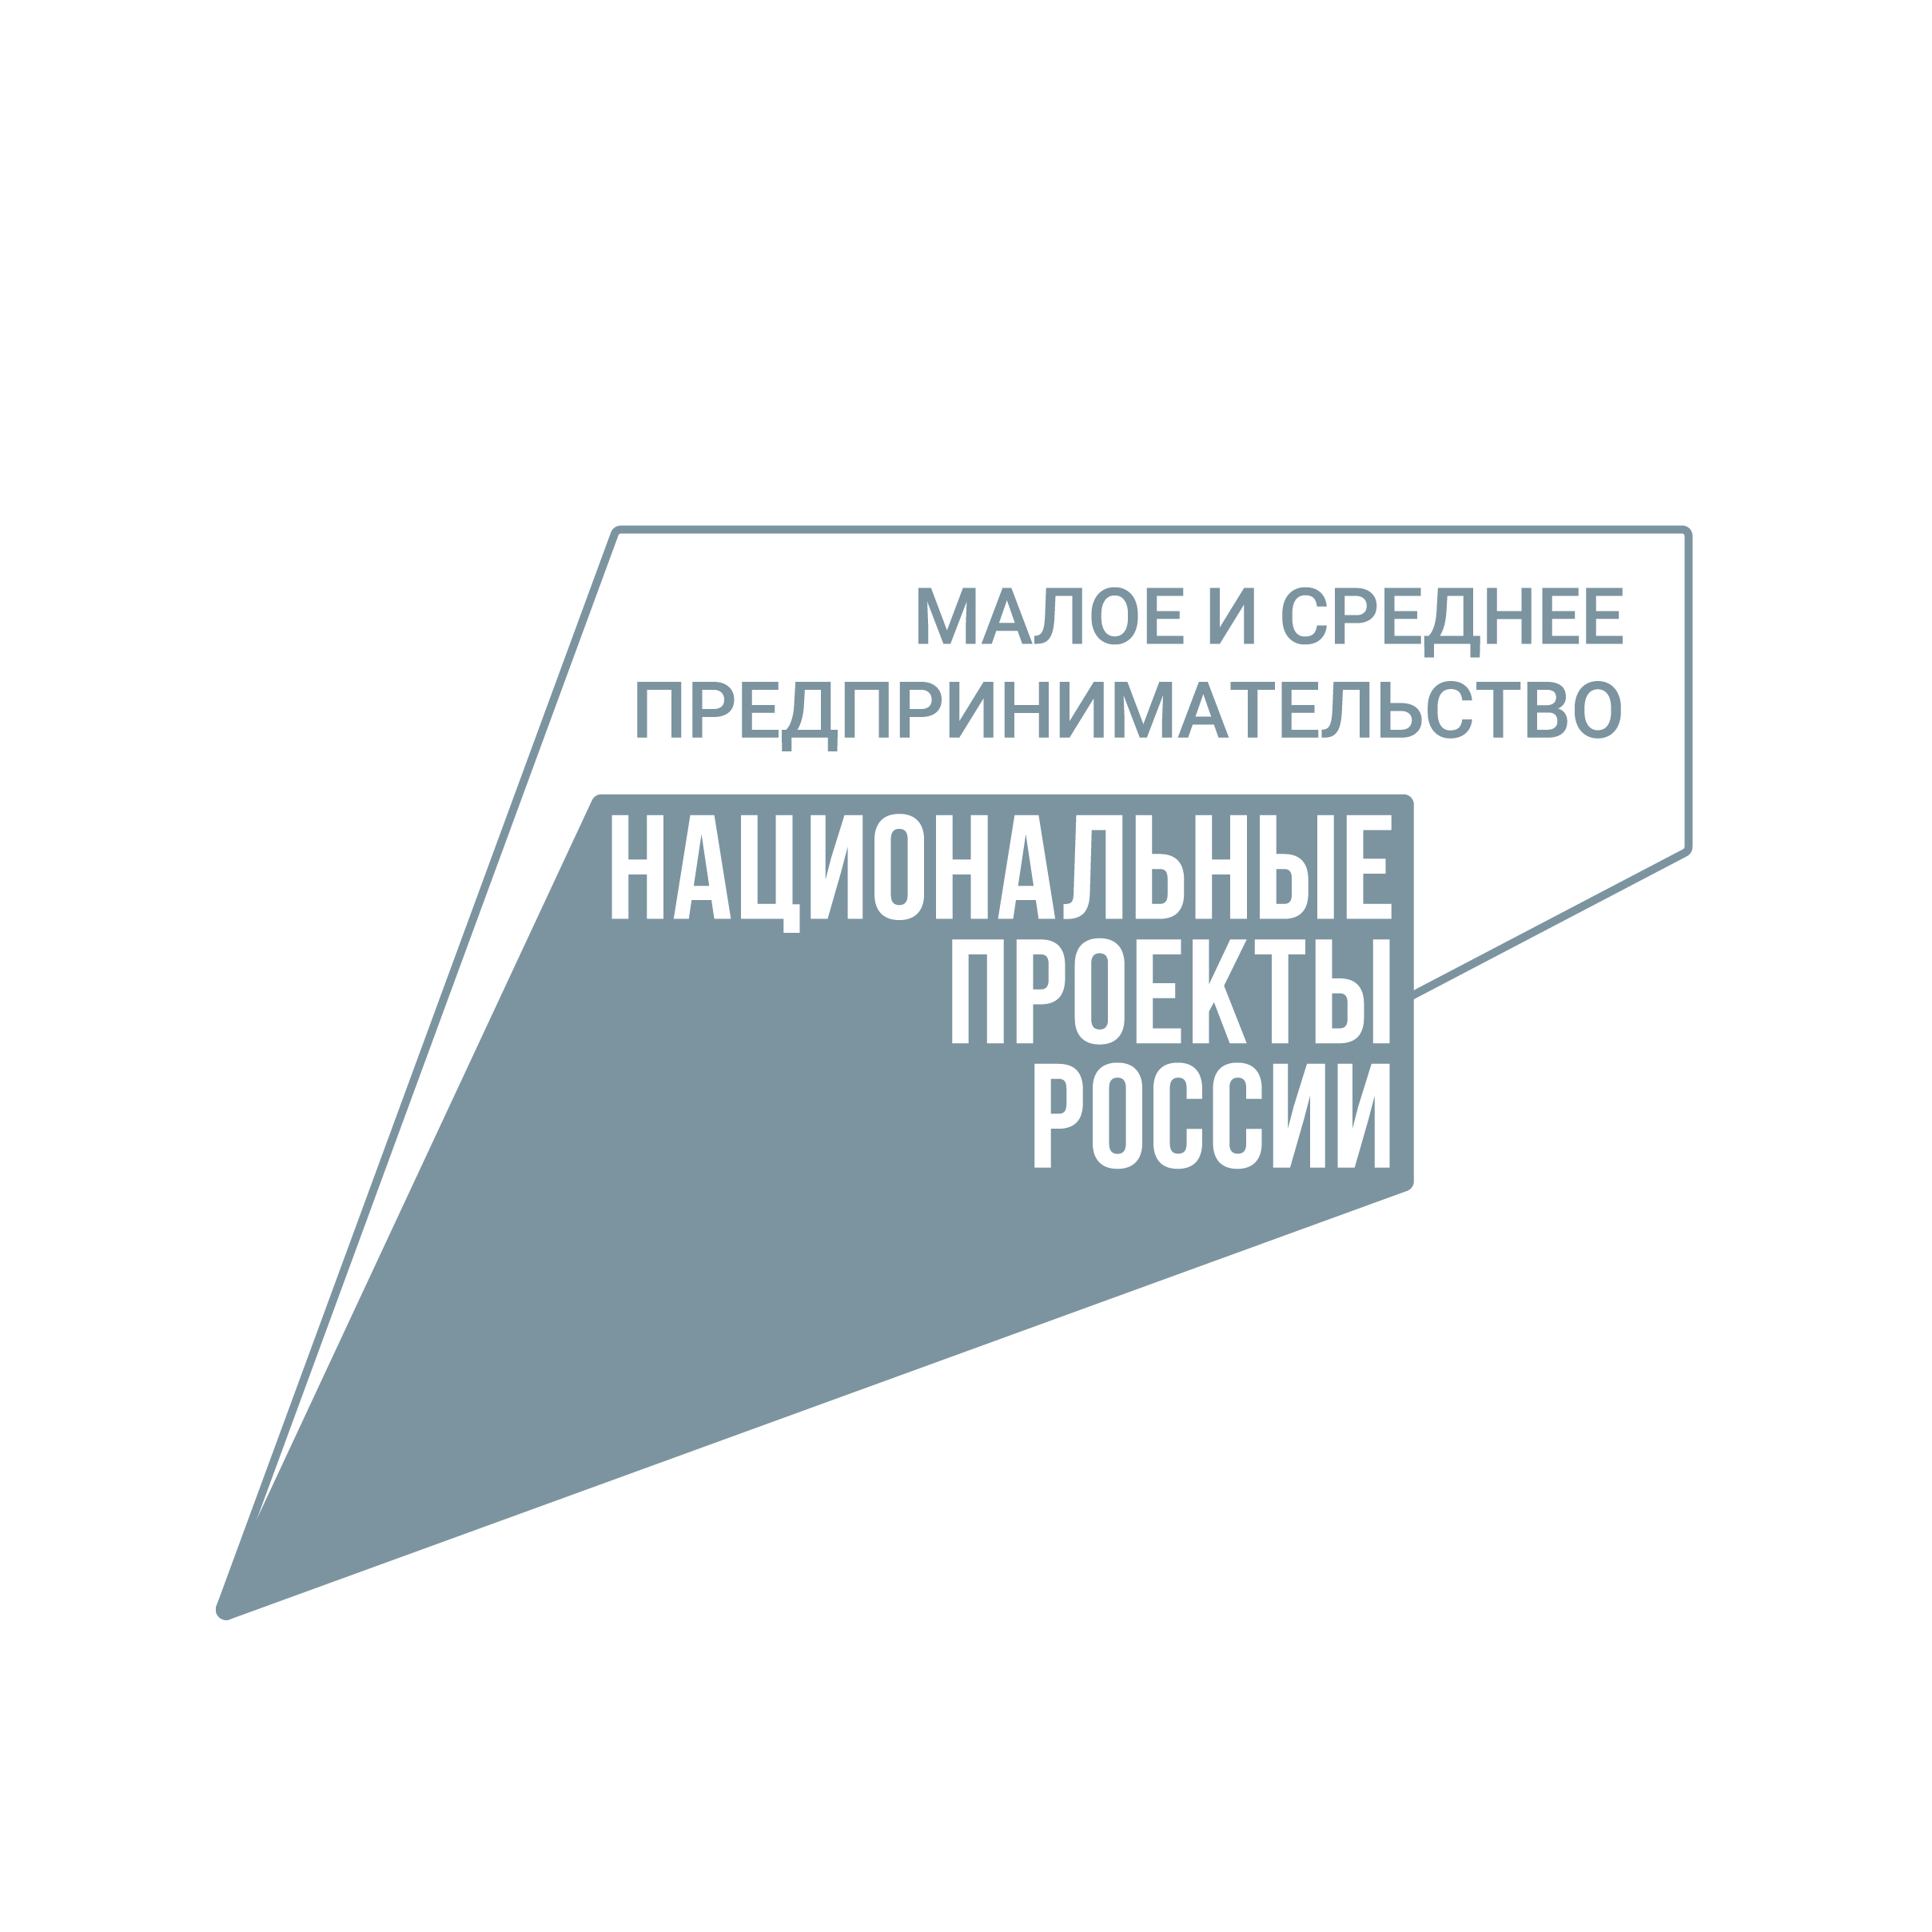 МАЛОЕ И СРЕДНЕЕ
ПРЕДПРИНИМАТЕЛЬСТВО
НАЦИОНАЛЬНЫЕ
ПРОЕКТЫ
РОССИИ